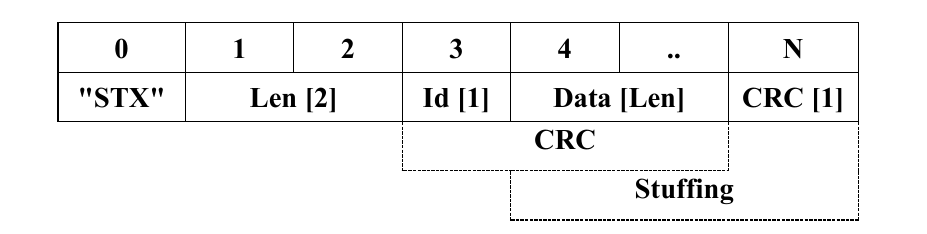 0 1 2 3 4 .. N
"STX" Len [2] Id [1] Data [Len] CRC [1]
CRC
Stuffing